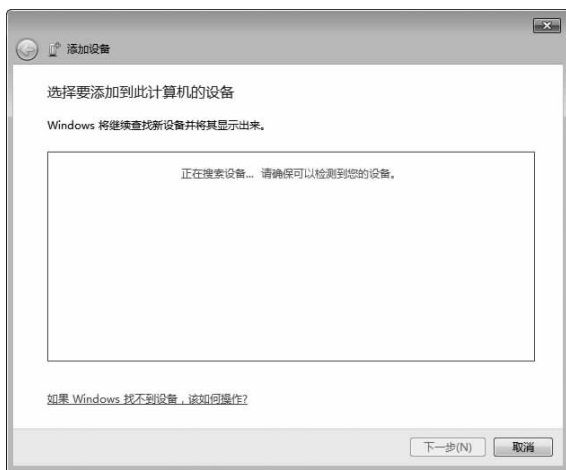 添加设备
选择要添加到此计算机的设备
Windows 将继续查找新设备并将其显示出来。
正在搜索设备... 请确保可以检测到您的设备。
如果 Windows 找不到设备，该如何操作?
下一步(N) 取消